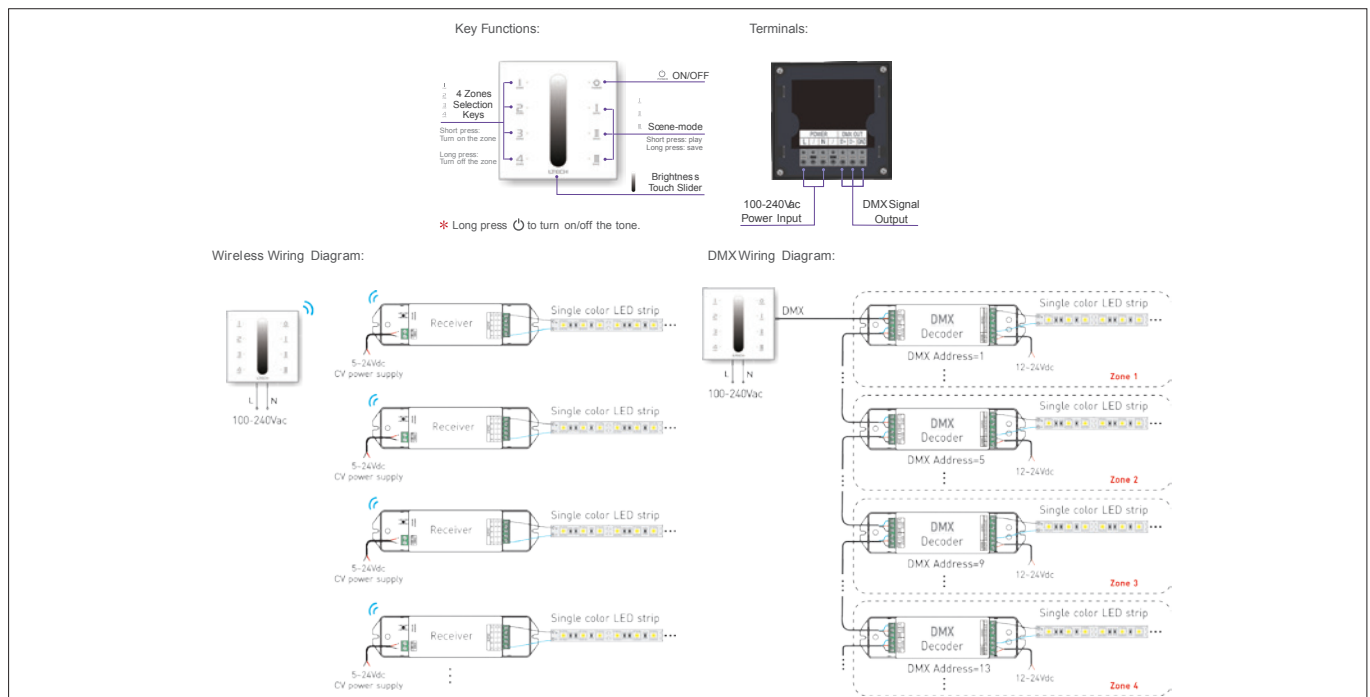 Key Functions:
Terminals:
1
2
3
4
4 Zones
Selection
Keys
Short press:
Turn on the zone
Long press:
Turn off the zone
ON/OFF
Scene-mode
Short press: play
Long press: save
Brightness
Touch Slider
LTECH
* Long press to turn on/off the tone.
POWER DMX OUT
L N D+ D- GND
100-240Vac
Power Input
DMX Signal
Output
Wireless Wiring Diagram:
L N
100-240Vac
Receiver
Single color LED strip
5~24Vdc
CV power supply
Receiver
Single color LED strip
5~24Vdc
CV power supply
Receiver
Single color LED strip
5~24Vdc
CV power supply
Receiver
Single color LED strip
5~24Vdc
CV power supply
DMX Wiring Diagram:
DMX
L N
100-240Vac
DMX
Decoder
DMX Address=1
Single color LED strip
12~24Vdc
Zone 1
DMX
Decoder
DMX Address=5
Single color LED strip
12~24Vdc
Zone 2
DMX
Decoder
DMX Address=9
Single color LED strip
12~24Vdc
Zone 3
DMX
Decoder
DMX Address=13
Single color LED strip
12~24Vdc
Zone 4